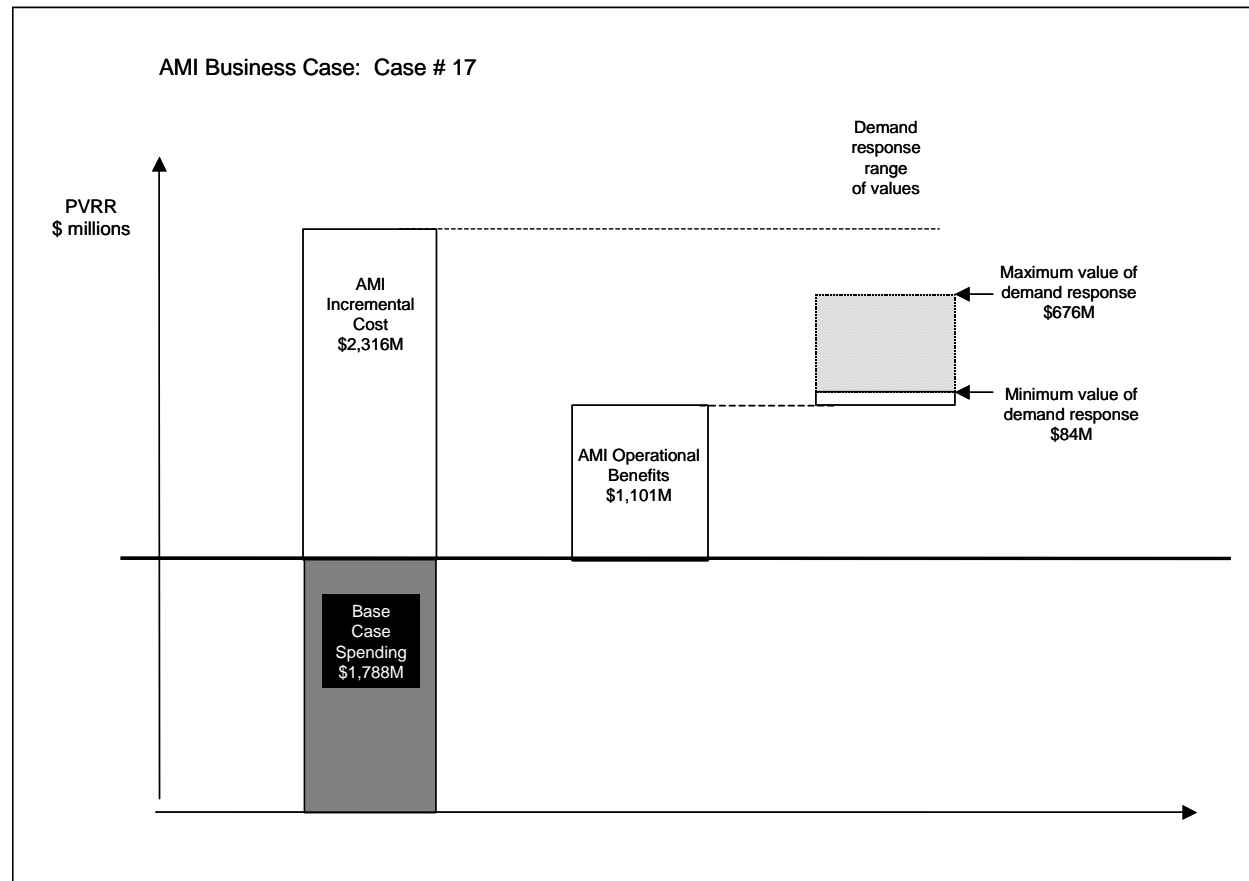 AMI Business Case:  Case # 17
Demand
response
range
of values
PVRR
$ millions
AMI
Incremental
Cost
$2,316M
Maximum value of
demand response
$676M
Minimum value of
demand response
$84M
AMI Operational
Benefits
$1,101M
Base
Case
Spending
$1,788M